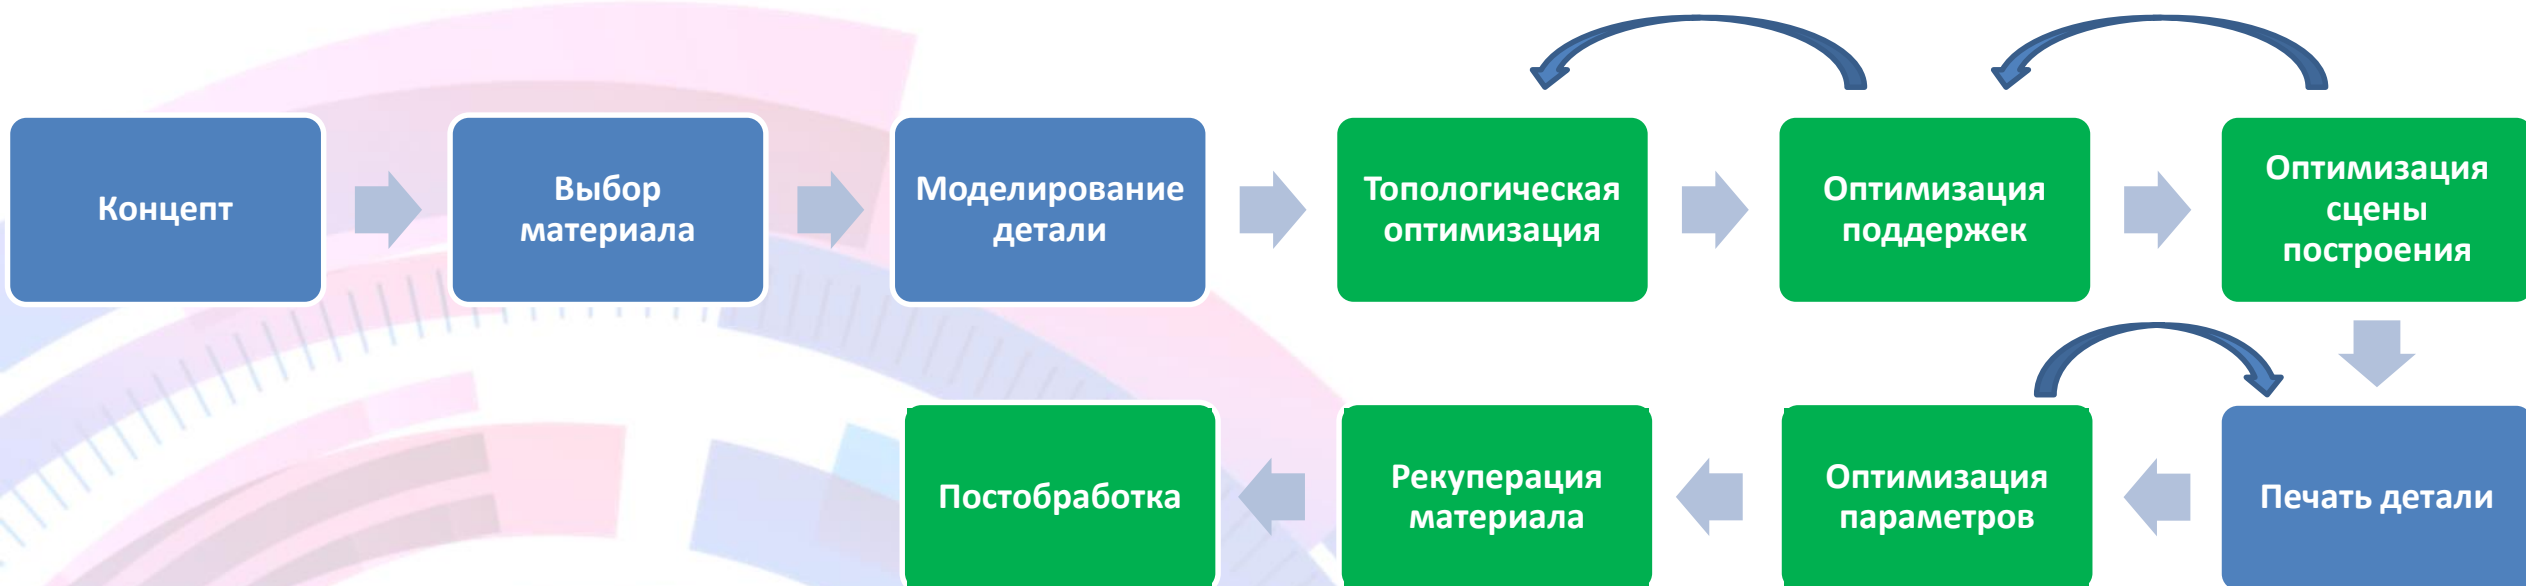 Концепт
Выбор
материала
Моделирование
детали
Топологическая
оптимизация
Оптимизация
поддержек
Оптимизация
сцены
построения
Постобработка
Рекуперация
материала
Оптимизация
параметров
Печать детали